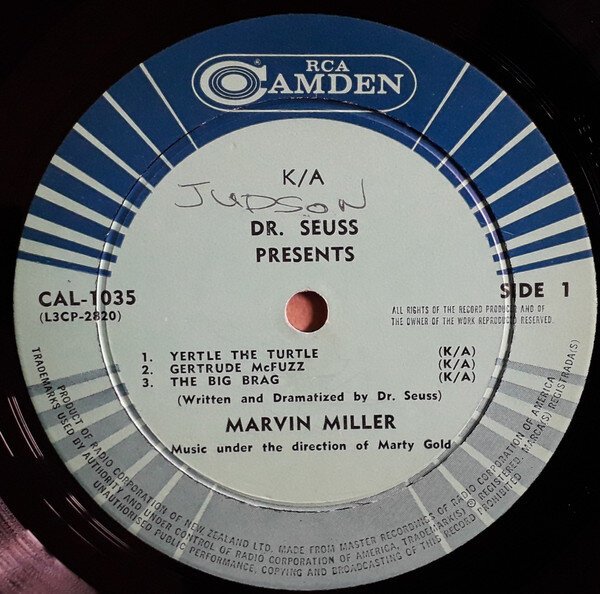 RCA
CAMDEN
K/A
JUDSON
DR. SEUSS
PRESENTS
CAL-1035
(L3CP-2820)
SIDE 1
ALL RIGHTS OF THE RECORD PRODUCER AND OF
THE OWNER OF THE WORK REPRODUCED RESERVED.
1. YERTLE THE TURTLE (K/A)
2. GERTRUDE McFUZZ (K/A)
3. THE BIG BRAG (K/A)
(Written and Dramatized by Dr. Seuss)
MARVIN MILLER
Music under the direction of Marty Gold
PRODUCT OF RADIO CORPORATION OF NEW ZEALAND LTD. MADE FROM MASTER RECORDINGS OF RADIO CORPORATION OF AMERICA.
TRADEMARKS USED BY AUTHORITY AND UNDER CONTROL OF RADIO CORPORATION OF AMERICA, TRADEMARK(S) ® REGISTERED. MARCA(S) REGISTRADA(S)
UNAUTHORISED PUBLIC PERFORMANCE, COPYING AND BROADCASTING OF THIS RECORD PROHIBITED